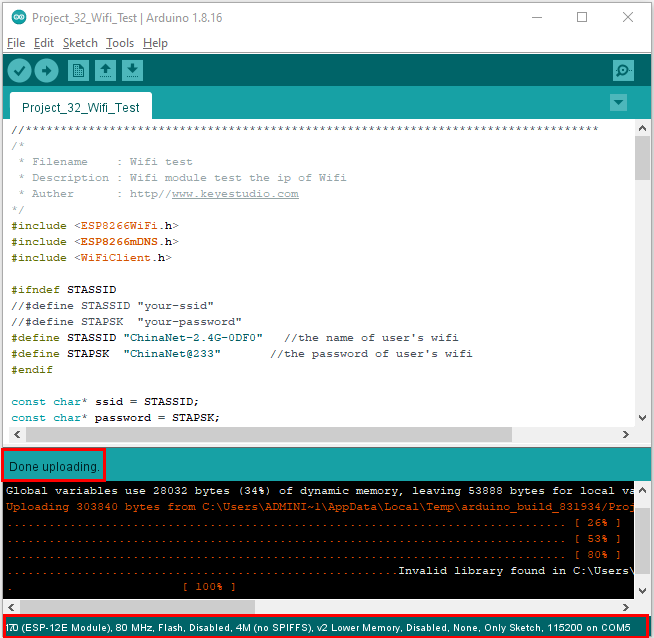 Project_32_Wifi_Test | Arduino 1.8.16
File Edit Sketch Tools Help
Project_32_Wifi_Test
//**********************************************************************************
/*
 * Filename    : Wifi test
 * Description : Wifi module test the ip of Wifi
 * Auther      : http//www.keyestudio.com
*/
#include <ESP8266WiFi.h>
#include <ESP8266mDNS.h>
#include <WiFiClient.h>
#ifndef STASSID
//#define STASSID "your-ssid"
//#define STAPSK  "your-password"
#define STASSID "ChinaNet-2.4G-0DF0"   //the name of user's wifi
#define STAPSK  "ChinaNet@233"       //the password of user's wifi
#endif
const char* ssid = STASSID;
const char* password = STAPSK;
Done uploading.
Global variables use 28032 bytes (34%) of dynamic memory, leaving 53888 bytes for local va
Uploading 303840 bytes from C:\Users\ADMINI~1\AppData\Local\Temp\arduino_build_831934/Proj
................................................................................ [ 26% ]
................................................................................ [ 53% ]
................................................................................ [ 80% ]
........................................................Invalid library found in C:\Users\
.                         [ 100% ]
70 (ESP-12E Module), 80 MHz, Flash, Disabled, 4M (no SPIFFS), v2 Lower Memory, Disabled, None, Only Sketch, 115200 on COM5